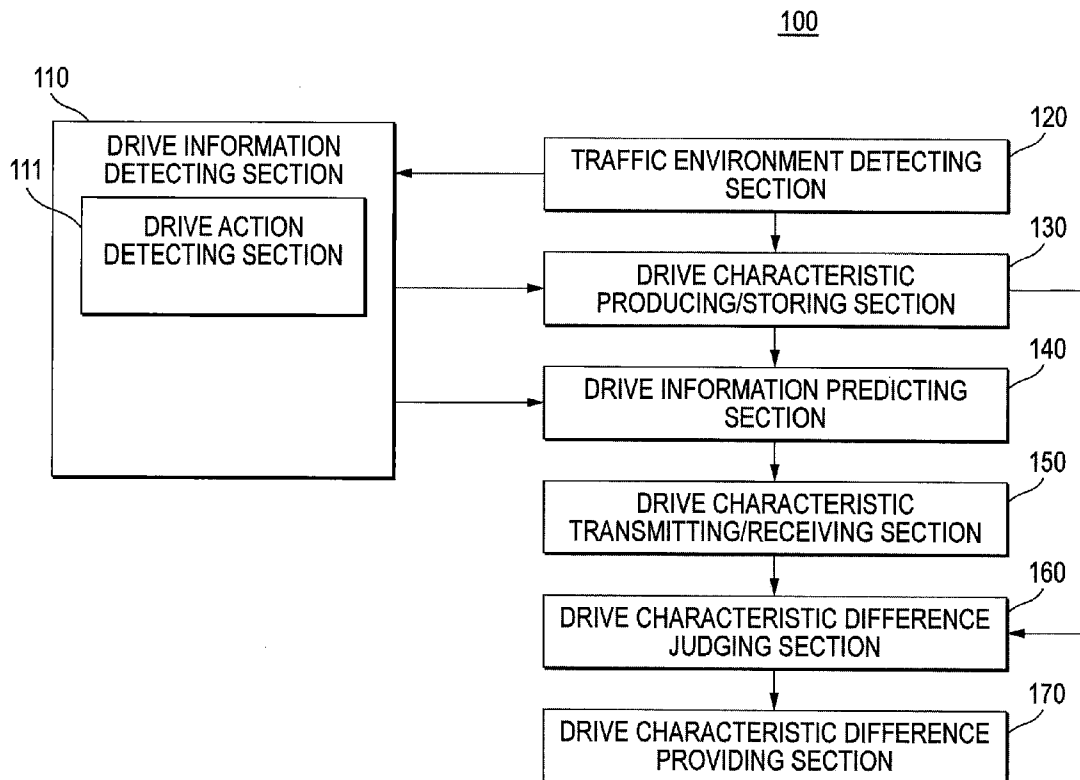 100
110
DRIVE INFORMATION
DETECTING SECTION
111
DRIVE ACTION
DETECTING SECTION
120
TRAFFIC ENVIRONMENT DETECTING
SECTION
130
DRIVE CHARACTERISTIC
PRODUCING/STORING SECTION
140
DRIVE INFORMATION PREDICTING
SECTION
150
DRIVE CHARACTERISTIC
TRANSMITTING/RECEIVING SECTION
160
DRIVE CHARACTERISTIC DIFFERENCE
JUDGING SECTION
170
DRIVE CHARACTERISTIC DIFFERENCE
PROVIDING SECTION